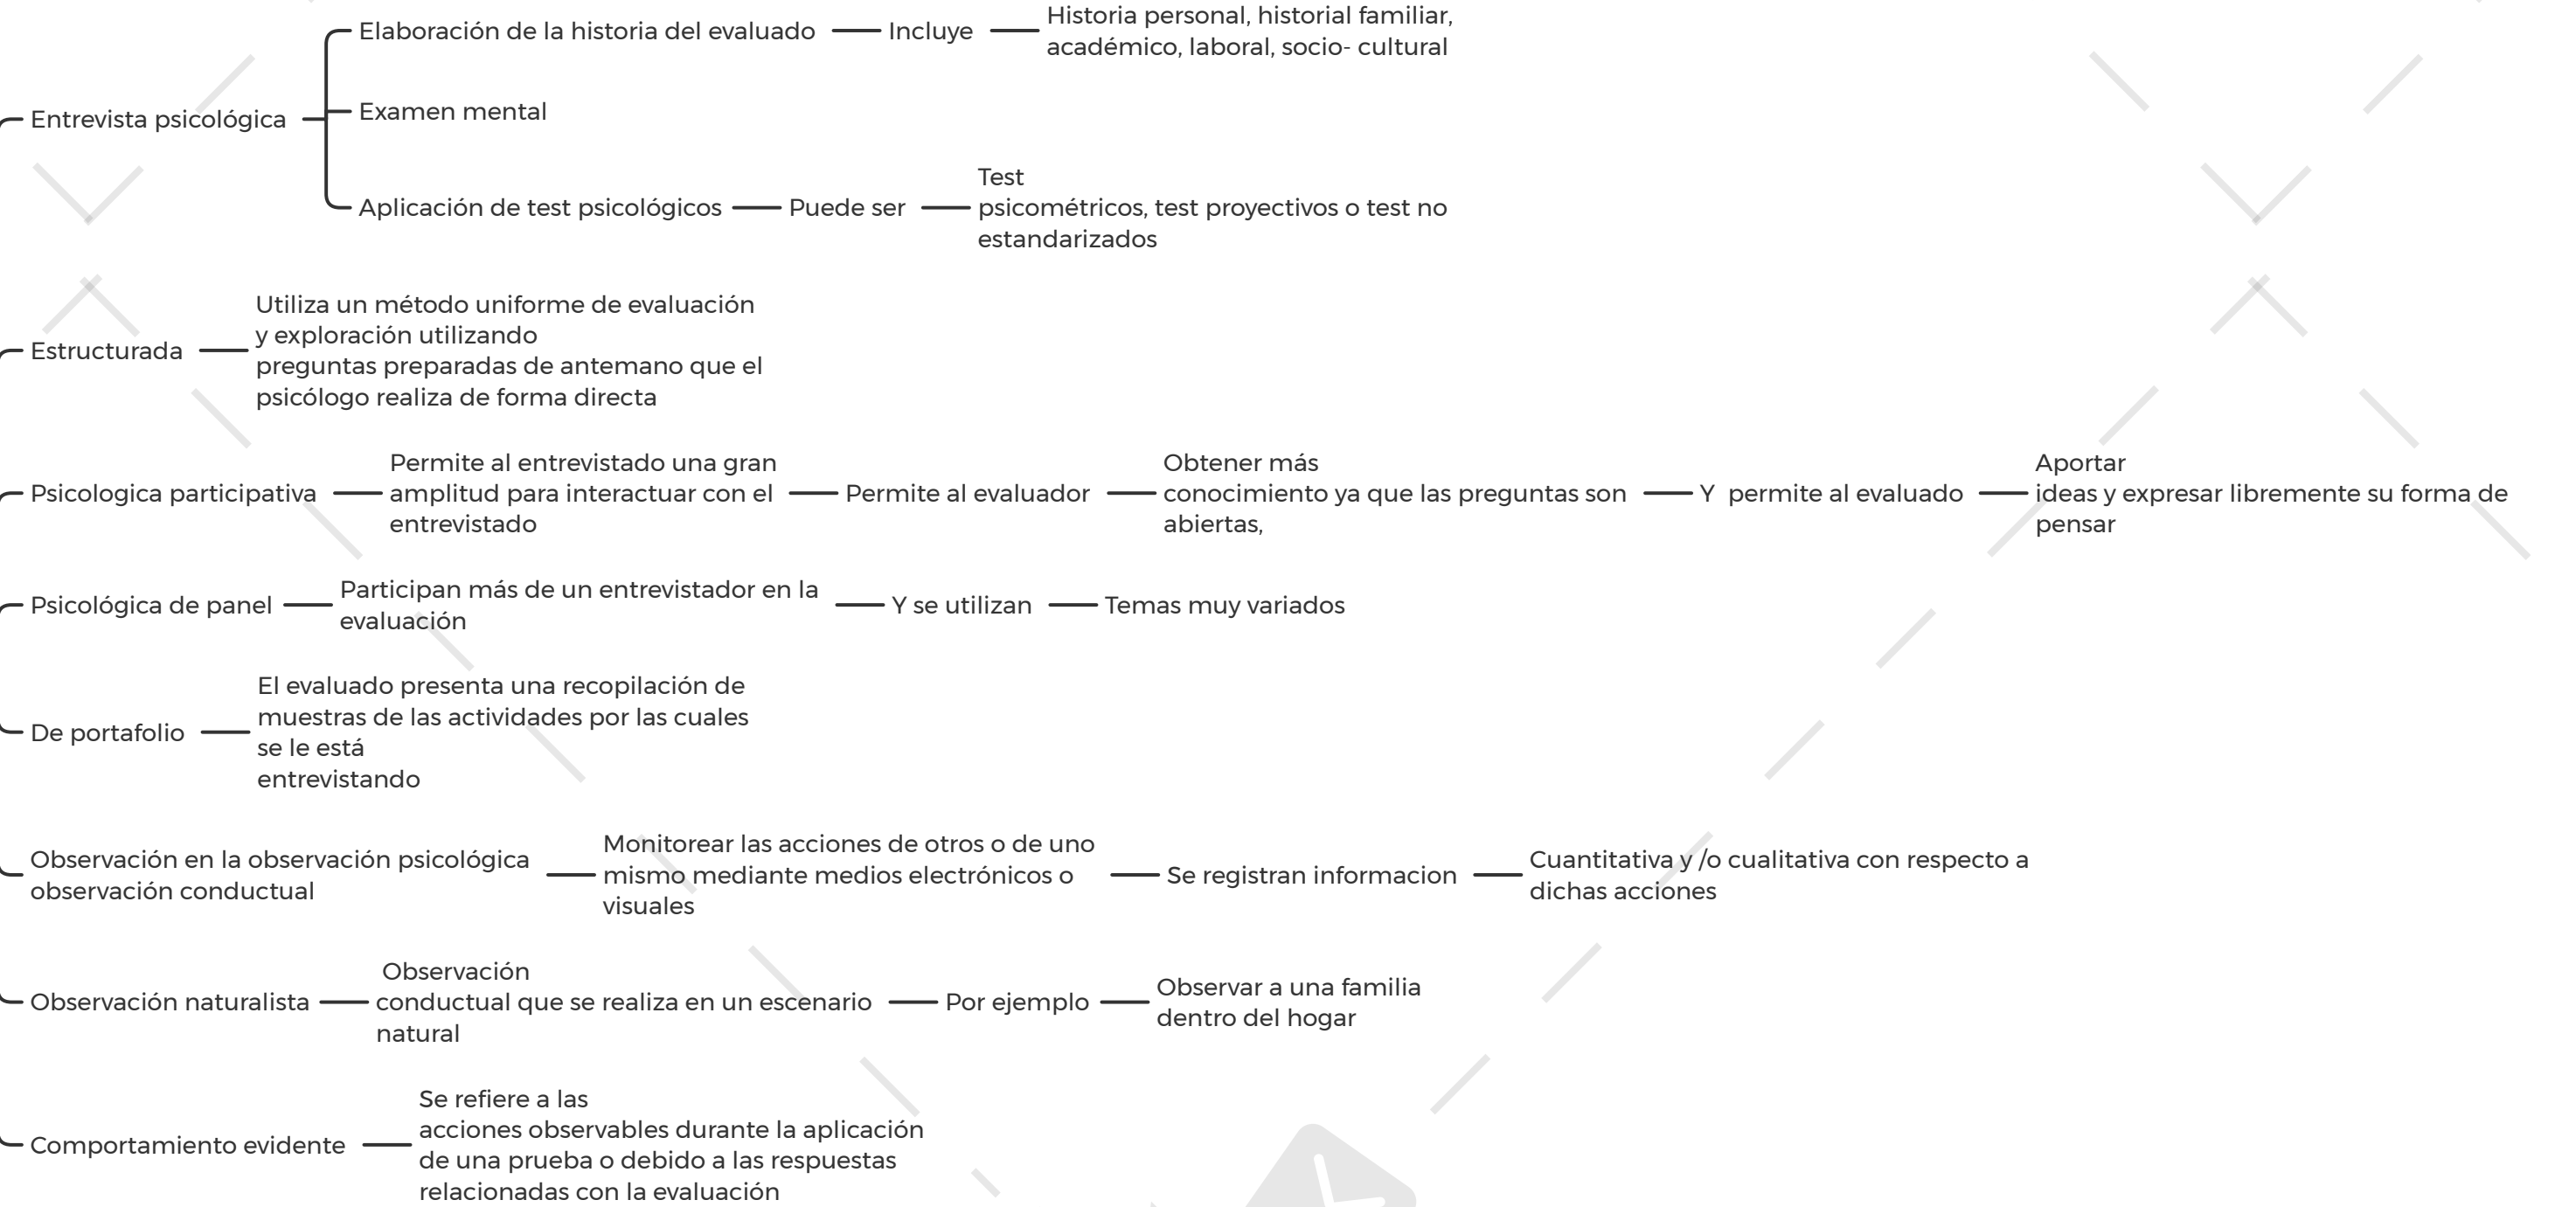 Elaboración de la historia del evaluado
Incluye
Historia personal, historial familiar,
académico, laboral, socio- cultural
Entrevista psicológica
Examen mental
Aplicación de test psicológicos
Puede ser
Test
psicométricos, test proyectivos o test no
estandarizados
Estructurada
Utiliza un método uniforme de evaluación
y exploración utilizando
preguntas preparadas de antemano que el
psicólogo realiza de forma directa
Psicologica participativa
Permite al entrevistado una gran
amplitud para interactuar con el
entrevistado
Permite al evaluador
Obtener más
conocimiento ya que las preguntas son
abiertas,
Y  permite al evaluado
Aportar
ideas y expresar libremente su forma de
pensar
Psicológica de panel
Participan más de un entrevistador en la
evaluación
Y se utilizan
Temas muy variados
De portafolio
El evaluado presenta una recopilación de
muestras de las actividades por las cuales
se le está
entrevistando
Observación en la observación psicológica
observación conductual
Monitorear las acciones de otros o de uno
mismo mediante medios electrónicos o
visuales
Se registran informacion
Cuantitativa y /o cualitativa con respecto a
dichas acciones
Observación naturalista
Observación
conductual que se realiza en un escenario
natural
Por ejemplo
Observar a una familia
dentro del hogar
Comportamiento evidente
Se refiere a las
acciones observables durante la aplicación
de una prueba o debido a las respuestas
relacionadas con la evaluación